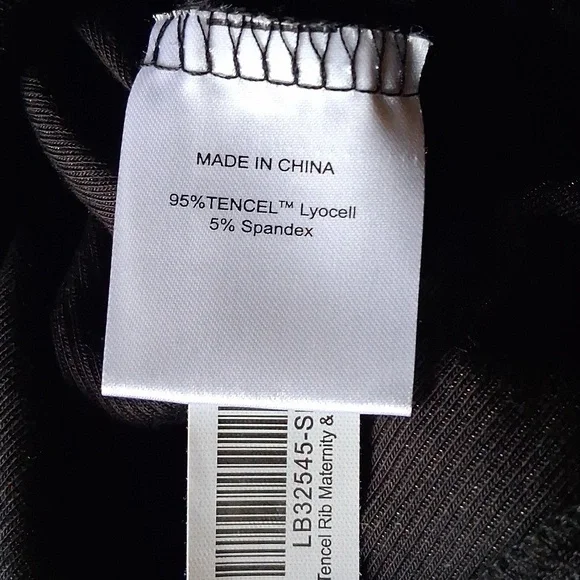 MADE IN CHINA
95%TENCEL™ Lyocell
5% Spandex
LB32545-S
Tencel Rib Maternity &